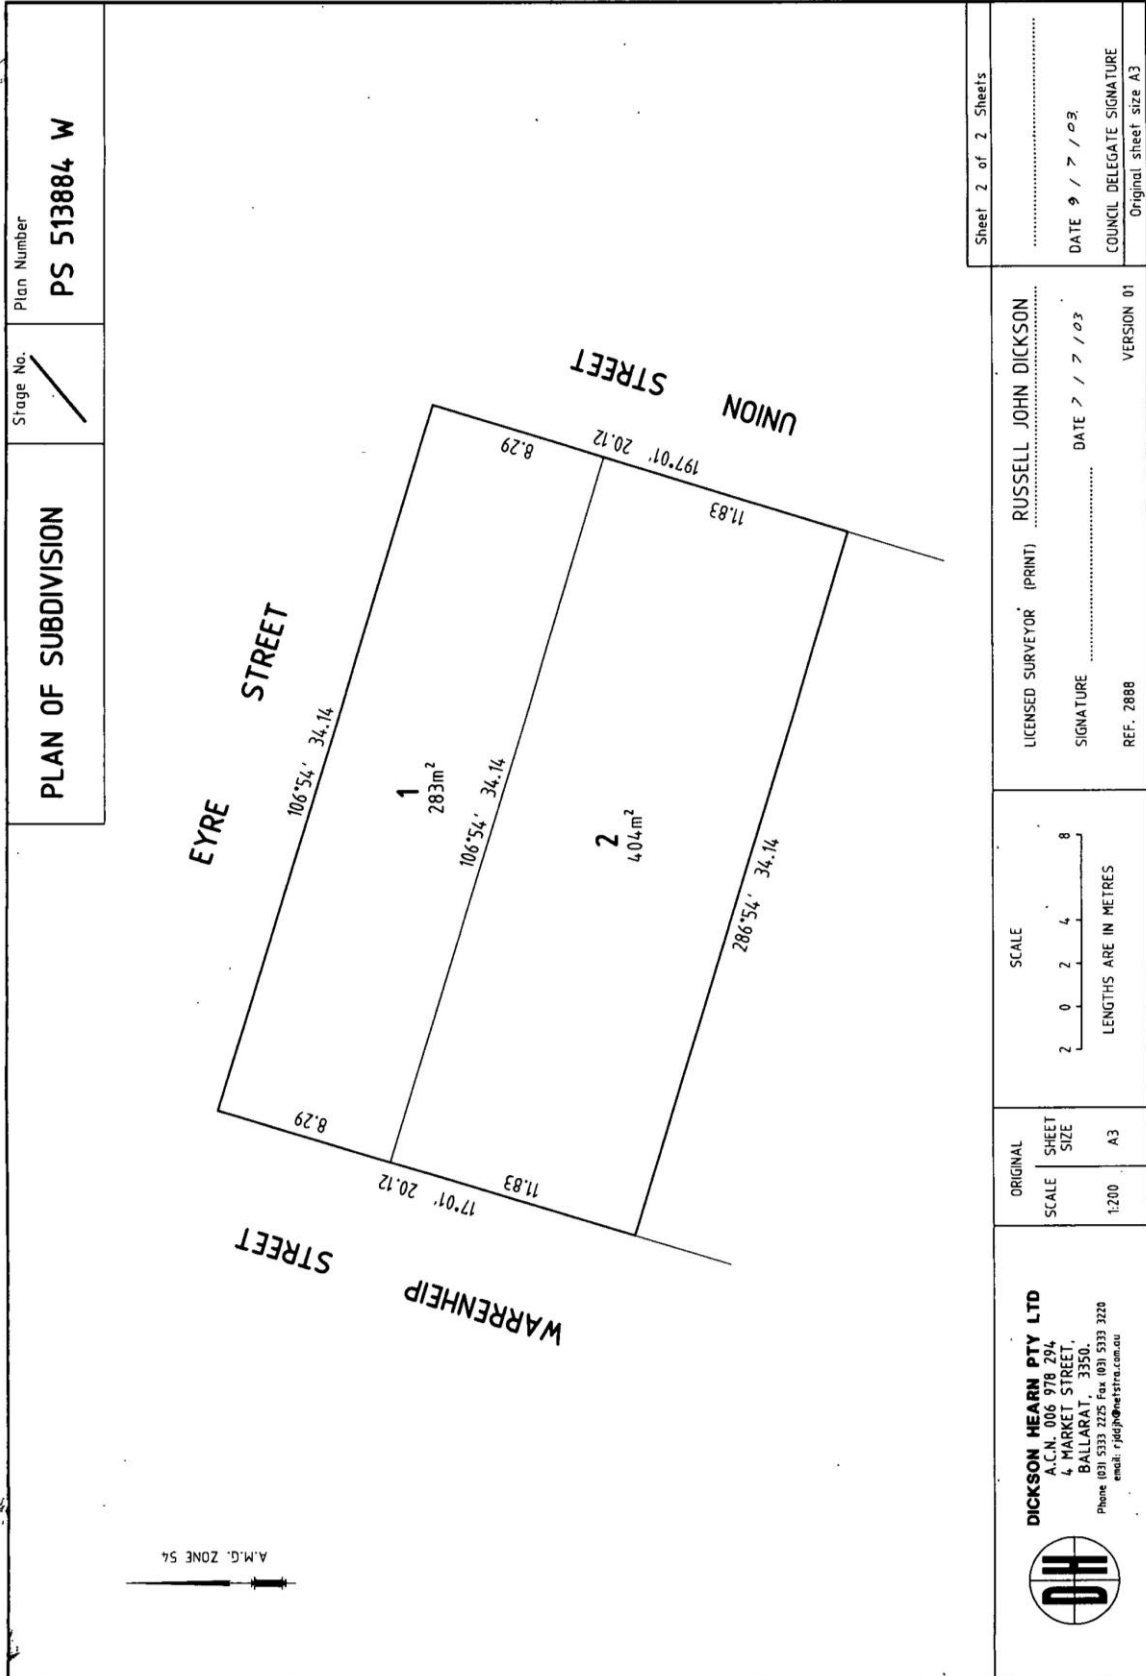 PLAN OF SUBDIVISION
Stage No.
Plan Number
PS 513884 W
EYRE STREET
106°54' 34.14
8.29
UNION STREET
197°01' 20.12
11.83
1
283m²
106°54' 34.14
2
404m²
286°54' 34.14
8.29
17°01' 20.12
11.83
WARRENHEIP STREET
A.M.G. ZONE 54
DH
DICKSON HEARN PTY LTD
A.C.N. 006 978 294
4 MARKET STREET,
BALLARAT, 3350.
Phone (03) 5333 2225 Fax (03) 5333 3220
email: rjddjh@netstra.com.au
ORIGINAL
SCALE
SHEET SIZE
1:200
A3
SCALE
2 0 2 4 8
LENGTHS ARE IN METRES
LICENSED SURVEYOR (PRINT) RUSSELL JOHN DICKSON
SIGNATURE DATE 7 / 7 / 03
REF. 2888 VERSION 01
Sheet 2 of 2 Sheets
DATE 9 / 7 / 03
COUNCIL DELEGATE SIGNATURE
Original sheet size A3